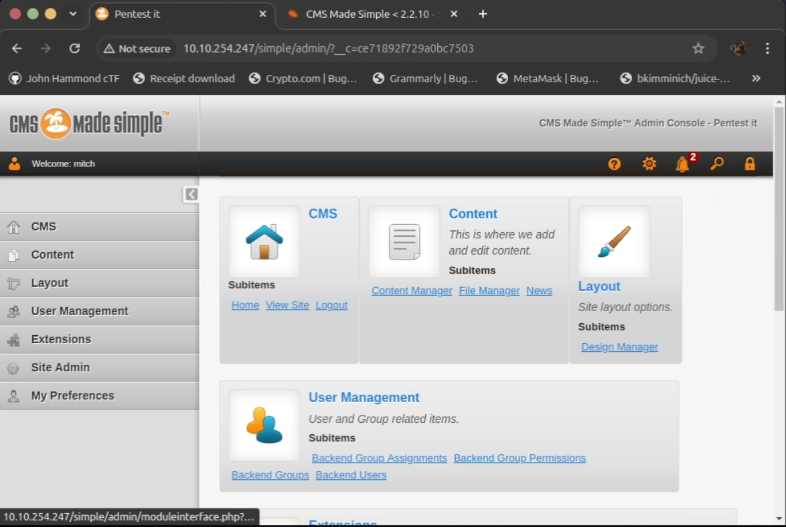 Pentest it
CMS Made Simple < 2.2.10 -
Not secure 10.10.254.247/simple/admin/?__c=ce71892f729a0bc7503
John Hammond cTF Receipt download Crypto.com | Bug... Grammarly | Bug... MetaMask | Bug... bkimminich/juice-... »
CMS made simple™
CMS Made Simple™ Admin Console - Pentest it
Welcome: mitch
2
CMS
Content
Layout
User Management
Extensions
Site Admin
My Preferences
CMS
Subitems
Home View Site Logout
Content
This is where we add
and edit content.
Subitems
Content Manager File Manager News
Layout
Site layout options.
Subitems
Design Manager
User Management
User and Group related items.
Subitems
Backend Group Assignments Backend Group Permissions
Backend Groups Backend Users
Extensions
10.10.254.247/simple/admin/moduleinterface.php?...